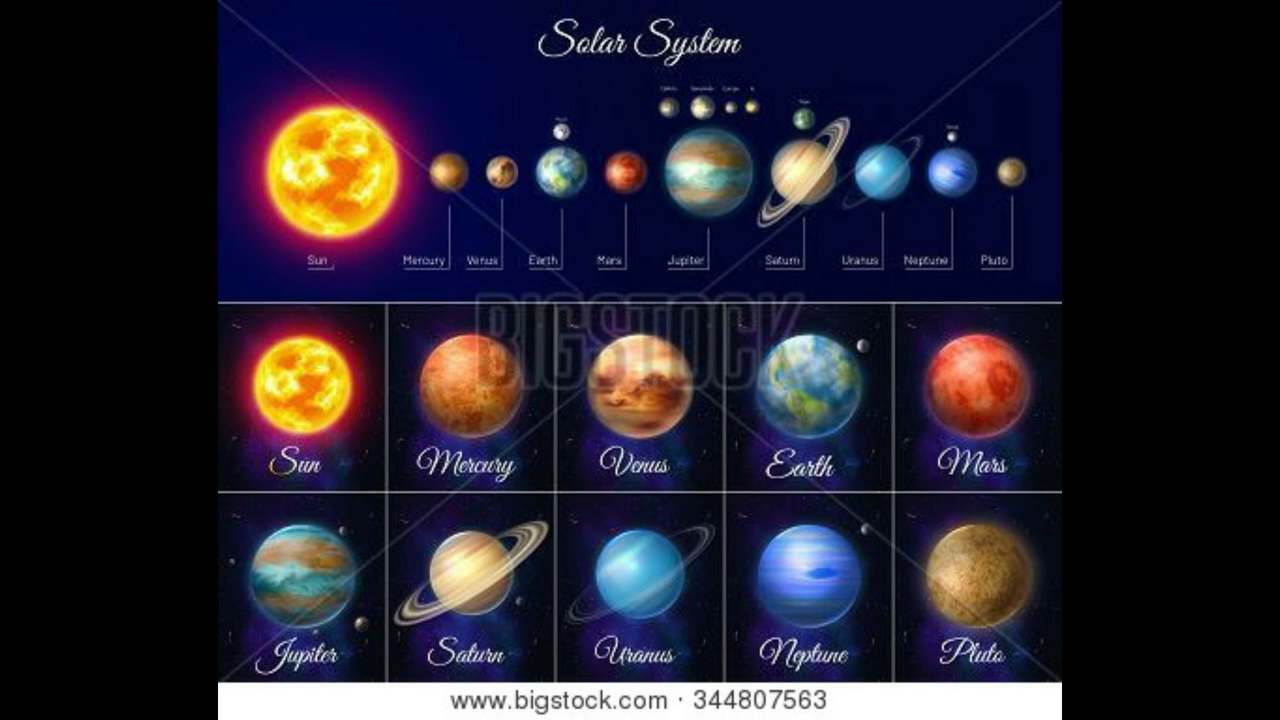 Solar System
Sun
Mercury
Venus
Earth
Mars
Jupiter
Saturn
Uranus
Neptune
Pluto
BIGSTOCK
Sun
Mercury
Venus
Earth
Mars
Jupiter
Saturn
Uranus
Neptune
Pluto
www.bigstock.com · 344807563